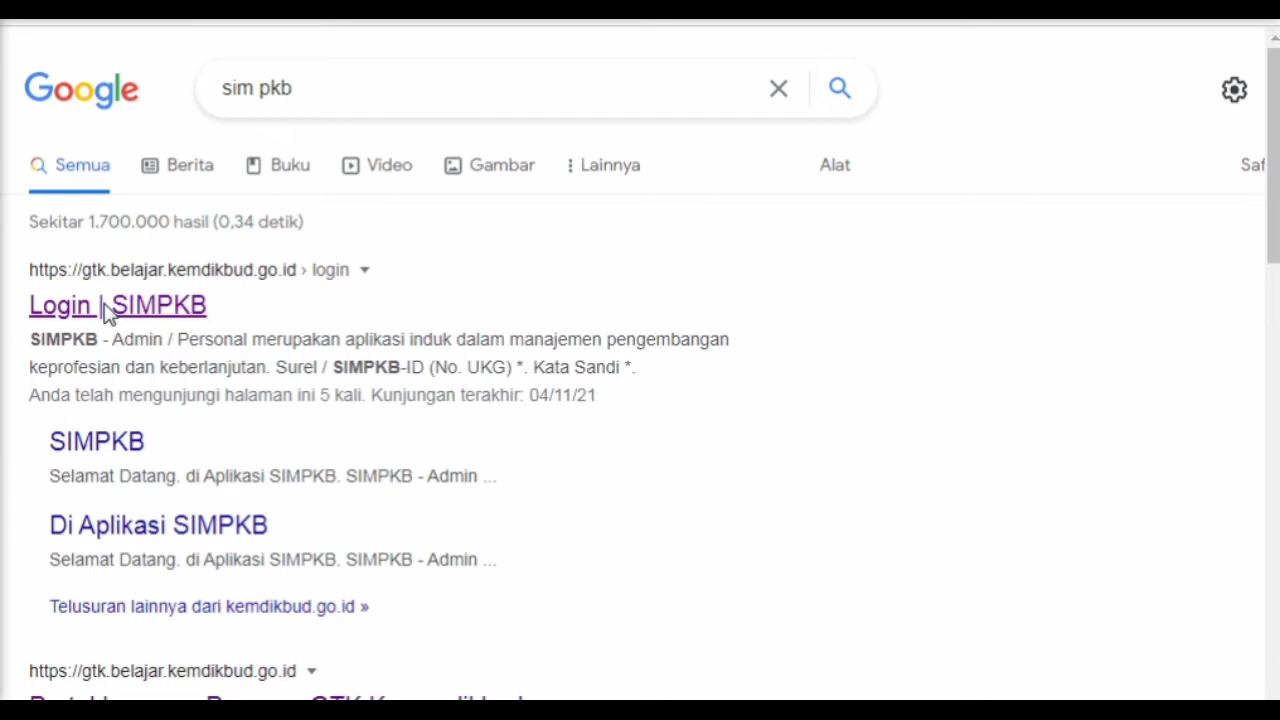 Google
sim pkb
Semua Berita Buku Video Gambar Lainnya Alat
Sekitar 1.700.000 hasil (0,34 detik)
https://gtk.belajar.kemdikbud.go.id › login
Login | SIMPKB
SIMPKB - Admin / Personal merupakan aplikasi induk dalam manajemen pengembangan
keprofesian dan keberlanjutan. Surel / SIMPKB-ID (No. UKG) *. Kata Sandi *.
Anda telah mengunjungi halaman ini 5 kali. Kunjungan terakhir: 04/11/21
SIMPKB
Selamat Datang. di Aplikasi SIMPKB. SIMPKB - Admin ...
Di Aplikasi SIMPKB
Selamat Datang. di Aplikasi SIMPKB. SIMPKB - Admin ...
Telusuran lainnya dari kemdikbud.go.id »
https://gtk.belajar.kemdikbud.go.id